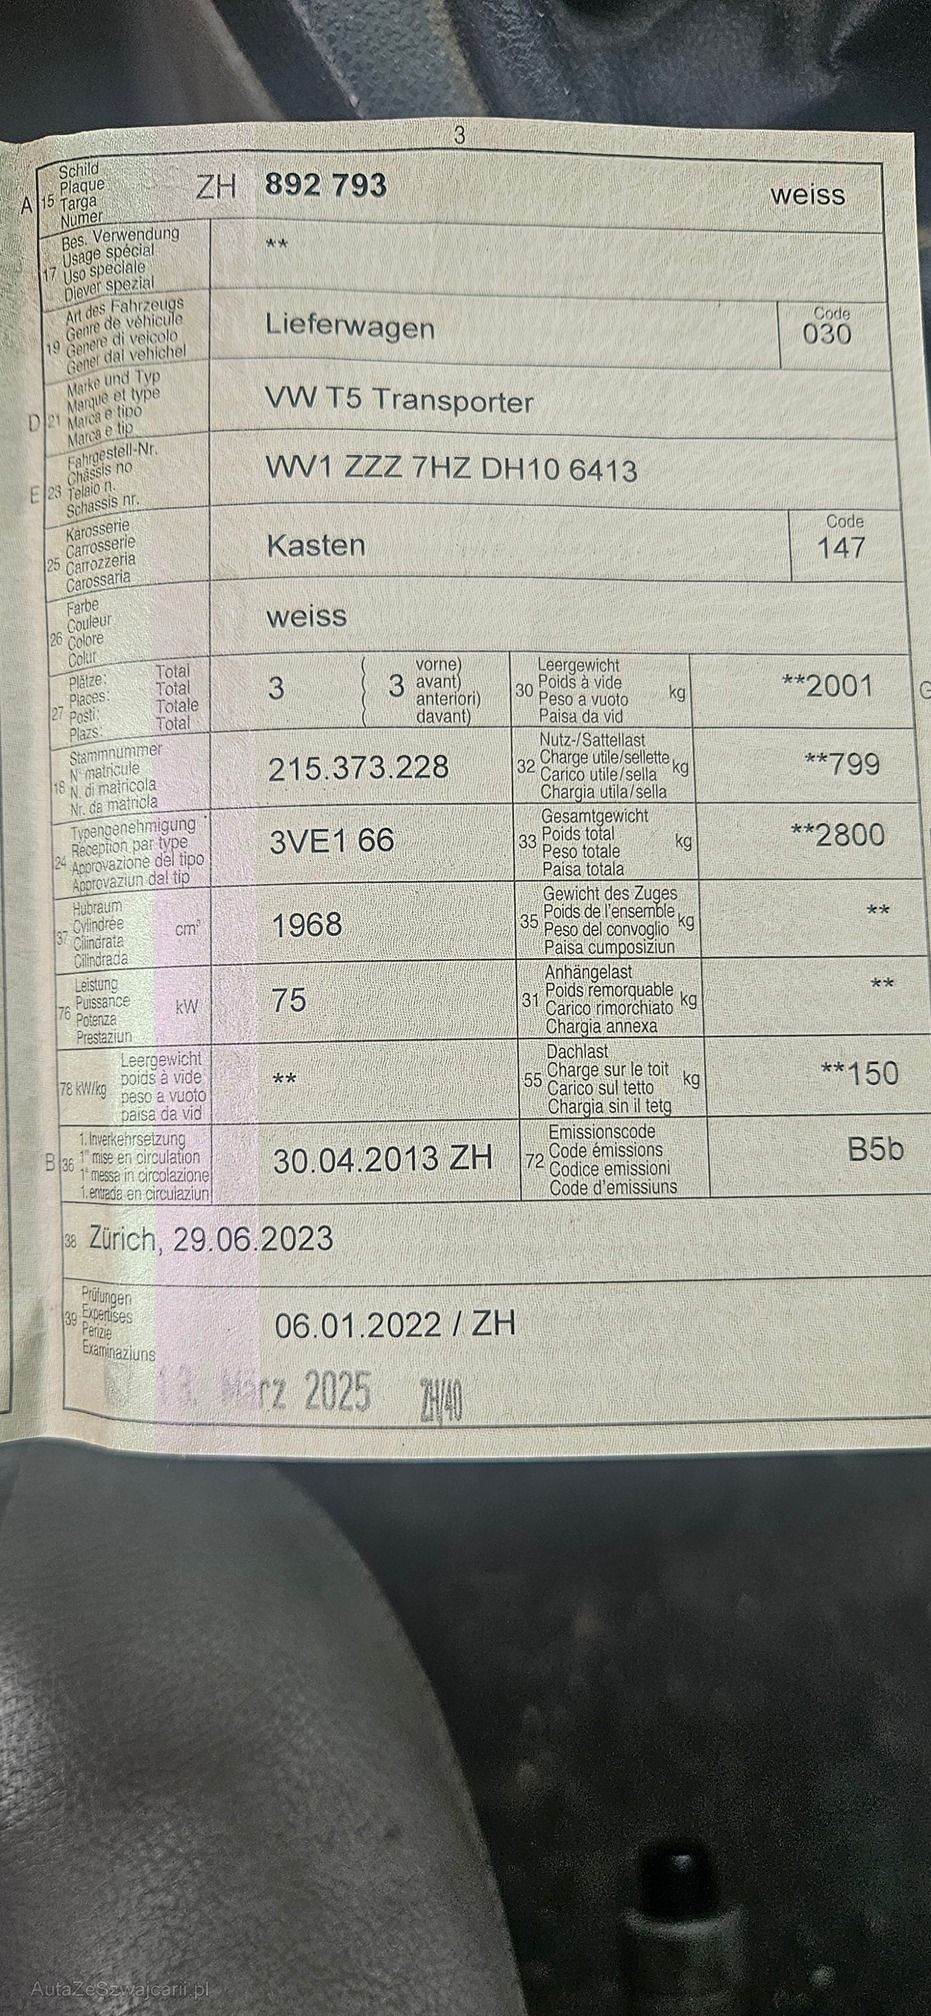 3
A 15 Schild Plaque Targa Numer ZH 892 793 weiss
17 Bes. Verwendung Usage spécial Uso speciale Diever spezial **
19 Art des Fahrzeugs Genre de véhicule Genere di veicolo Gener dal vehichel Lieferwagen Code 030
D 21 Marke und Typ Marque et type Marca e tipo Marca e tip VW T5 Transporter
E 23 Fahrgestell-Nr. Châssis no Telaio n. Schassis nr. WV1 ZZZ 7HZ DH10 6413
25 Karosserie Carrosserie Carrozzeria Carossaria Kasten Code 147
26 Farbe Couleur Colore Colur weiss
27 Plätze: Places: Posti: Plazs: Total Total Totale Total 3 ( 3 vorne) avant) anteriori) davant)
30 Leergewicht Poids à vide Peso a vuoto Paisa da vid kg **2001
G
18 Stammnummer N° matricule N. di matricola Nr. da matricla 215.373.228
32 Nutz-/Sattellast Charge utile/sellette Carico utile/sella Chargia utila/sella kg **799
24 Typengenehmigung Réception par type Approvazione del tipo Approvaziun dal tip 3VE1 66
33 Gesamtgewicht Poids total Peso totale Paisa totala kg **2800
37 Hubraum Cylindrée Cilindrata Cilindrada cm³ 1968
35 Gewicht des Zuges Poids de l'ensemble Peso del convoglio Paisa cumposiziun kg **
76 Leistung Puissance Potenza Prestaziun kW 75
31 Anhängelast Poids remorquable Carico rimorchiato Chargia annexa kg **
78 kW/kg Leergewicht poids à vide peso a vuoto paisa da vid **
55 Dachlast Charge sur le toit Carico sul tetto Chargia sin il tetg kg **150
B 36 1. Inverkehrsetzung 1re mise en circulation 1a messa in circolazione 1. entrada en circulaziun 30.04.2013 ZH
72 Emissionscode Code émissions Codice emissioni Code d'emissiuns B5b
38 Zürich, 29.06.2023
39 Prüfungen Expertises Perizie Examinaziuns 06.01.2022 / ZH
März 2025 ZH/40
AutaZeSzwajcarii.pl